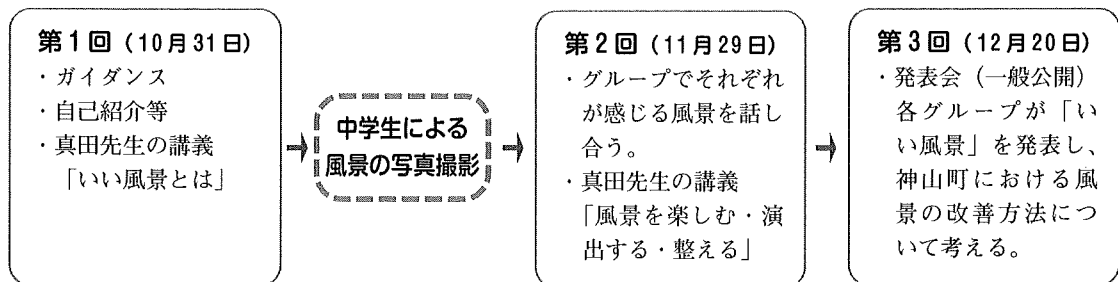 第1回（10月31日）
・ガイダンス
・自己紹介等
・真田先生の講義
「いい風景とは」
中学生による
風景の写真撮影
第2回（11月29日）
・グループでそれぞれ
が感じる風景を話し
合う。
・真田先生の講義
「風景を楽しむ・演
出する・整える」
第3回（12月20日）
・発表会（一般公開）
各グループが「い
い風景」を発表し、
神山町における風
景の改善方法につ
いて考える。